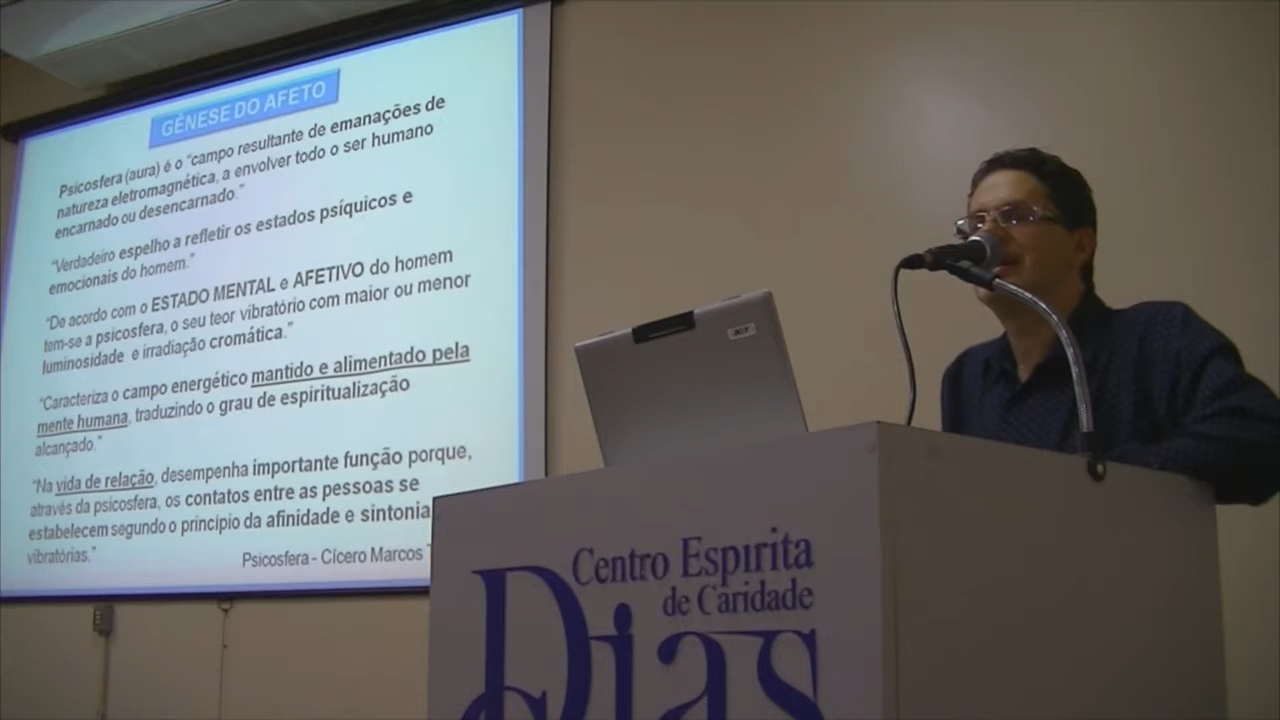 GÊNESE DO AFETO
Psicosfera (aura) é o “campo resultante de emanações de
natureza eletromagnética, a envolver todo o ser humano
encarnado ou desencarnado.”
“Verdadeiro espelho a refletir os estados psíquicos e
emocionais do homem.”
“De acordo com o ESTADO MENTAL e AFETIVO do homem
tem-se a psicosfera, o seu teor vibratório com maior ou menor
luminosidade e irradiação cromática.”
“Caracteriza o campo energético mantido e alimentado pela
mente humana, traduzindo o grau de espiritualização
alcançado.”
“Na vida de relação, desempenha importante função porque,
através da psicosfera, os contatos entre as pessoas se
estabelecem segundo o princípio da afinidade e sintonia
vibratórias.”
Psicosfera - Cícero Marcos
acer
Centro Espírita
de Caridade
Dias